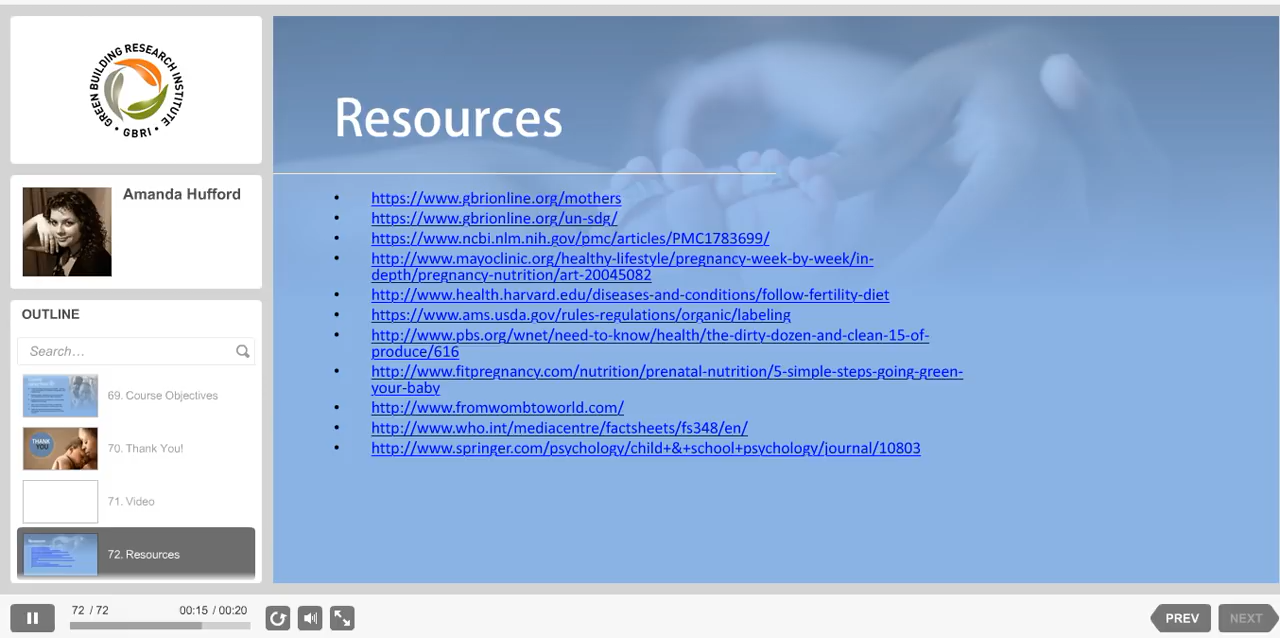 GREEN BUILDING RESEARCH INSTITUTE
• GBRI •
Amanda Hufford
OUTLINE
Search...
69. Course Objectives
THANK YOU
70. Thank You!
71. Video
72. Resources
Resources
• https://www.gbrionline.org/mothers
• https://www.gbrionline.org/un-sdg/
• https://www.ncbi.nlm.nih.gov/pmc/articles/PMC1783699/
• http://www.mayoclinic.org/healthy-lifestyle/pregnancy-week-by-week/in-
depth/pregnancy-nutrition/art-20045082
• http://www.health.harvard.edu/diseases-and-conditions/follow-fertility-diet
• https://www.ams.usda.gov/rules-regulations/organic/labeling
• http://www.pbs.org/wnet/need-to-know/health/the-dirty-dozen-and-clean-15-of-
produce/616
• http://www.fitpregnancy.com/nutrition/prenatal-nutrition/5-simple-steps-going-green-
your-baby
• http://www.fromwombtoworld.com/
• http://www.who.int/mediacentre/factsheets/fs348/en/
• http://www.springer.com/psychology/child+&+school+psychology/journal/10803
72 / 72 00:15 / 00:20
PREV
NEXT